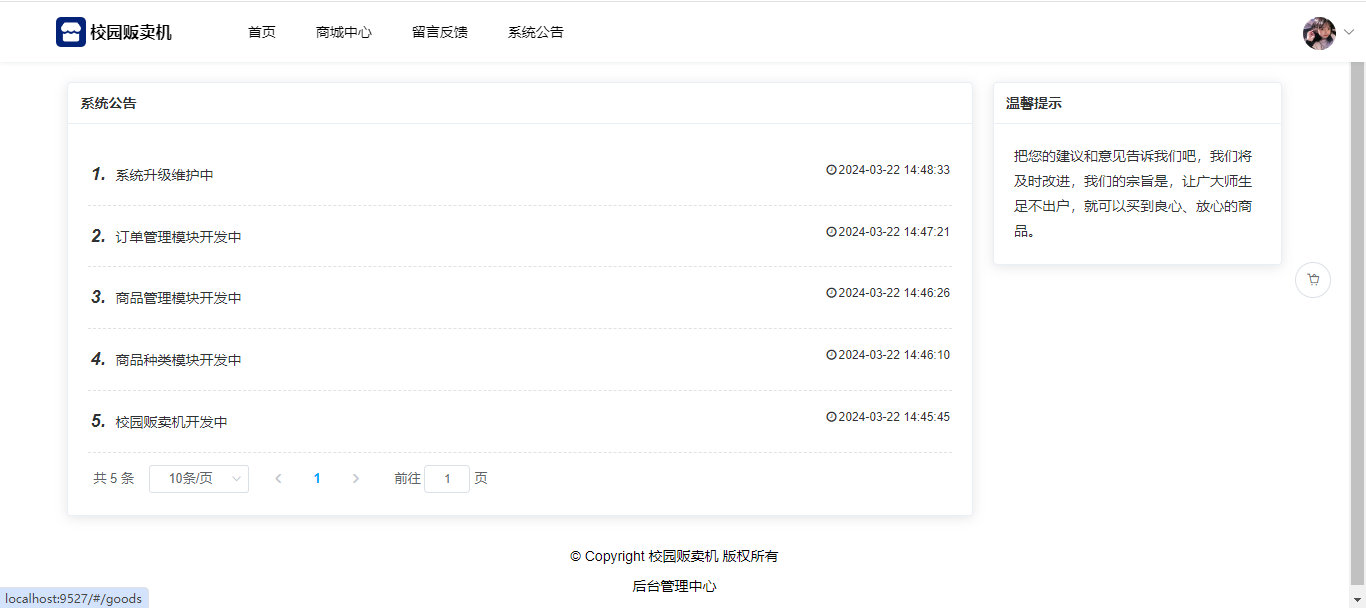 校园贩卖机 首页 商城中心 留言反馈 系统公告
系统公告
1. 系统升级维护中 2024-03-22 14:48:33
2. 订单管理模块开发中 2024-03-22 14:47:21
3. 商品管理模块开发中 2024-03-22 14:46:26
4. 商品种类模块开发中 2024-03-22 14:46:10
5. 校园贩卖机开发中 2024-03-22 14:45:45
共 5 条 10条/页 1 前往 1 页
温馨提示
把您的建议和意见告诉我们吧，我们将
及时改进，我们的宗旨是，让广大师生
足不出户，就可以买到良心、放心的商
品。
© Copyright 校园贩卖机 版权所有
后台管理中心
localhost:9527/#/goods